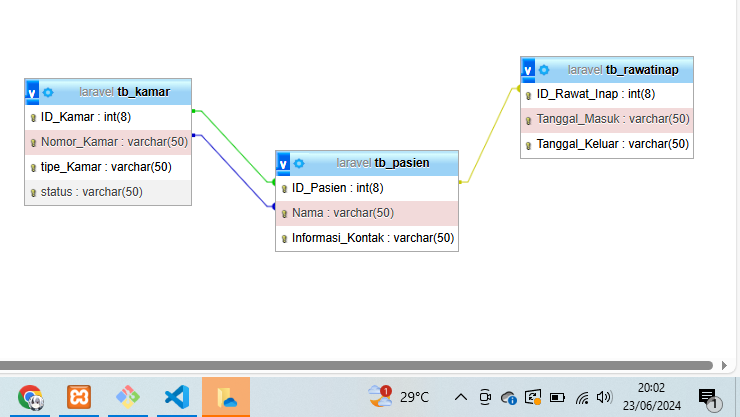 laravel tb_kamar
ID_Kamar : int(8)
Nomor_Kamar : varchar(50)
tipe_Kamar : varchar(50)
status : varchar(50)
laravel tb_pasien
ID_Pasien : int(8)
Nama : varchar(50)
Informasi_Kontak : varchar(50)
laravel tb_rawatinap
ID_Rawat_Inap : int(8)
Tanggal_Masuk : varchar(50)
Tanggal_Keluar : varchar(50)
1
29°C
20:02
23/06/2024
1